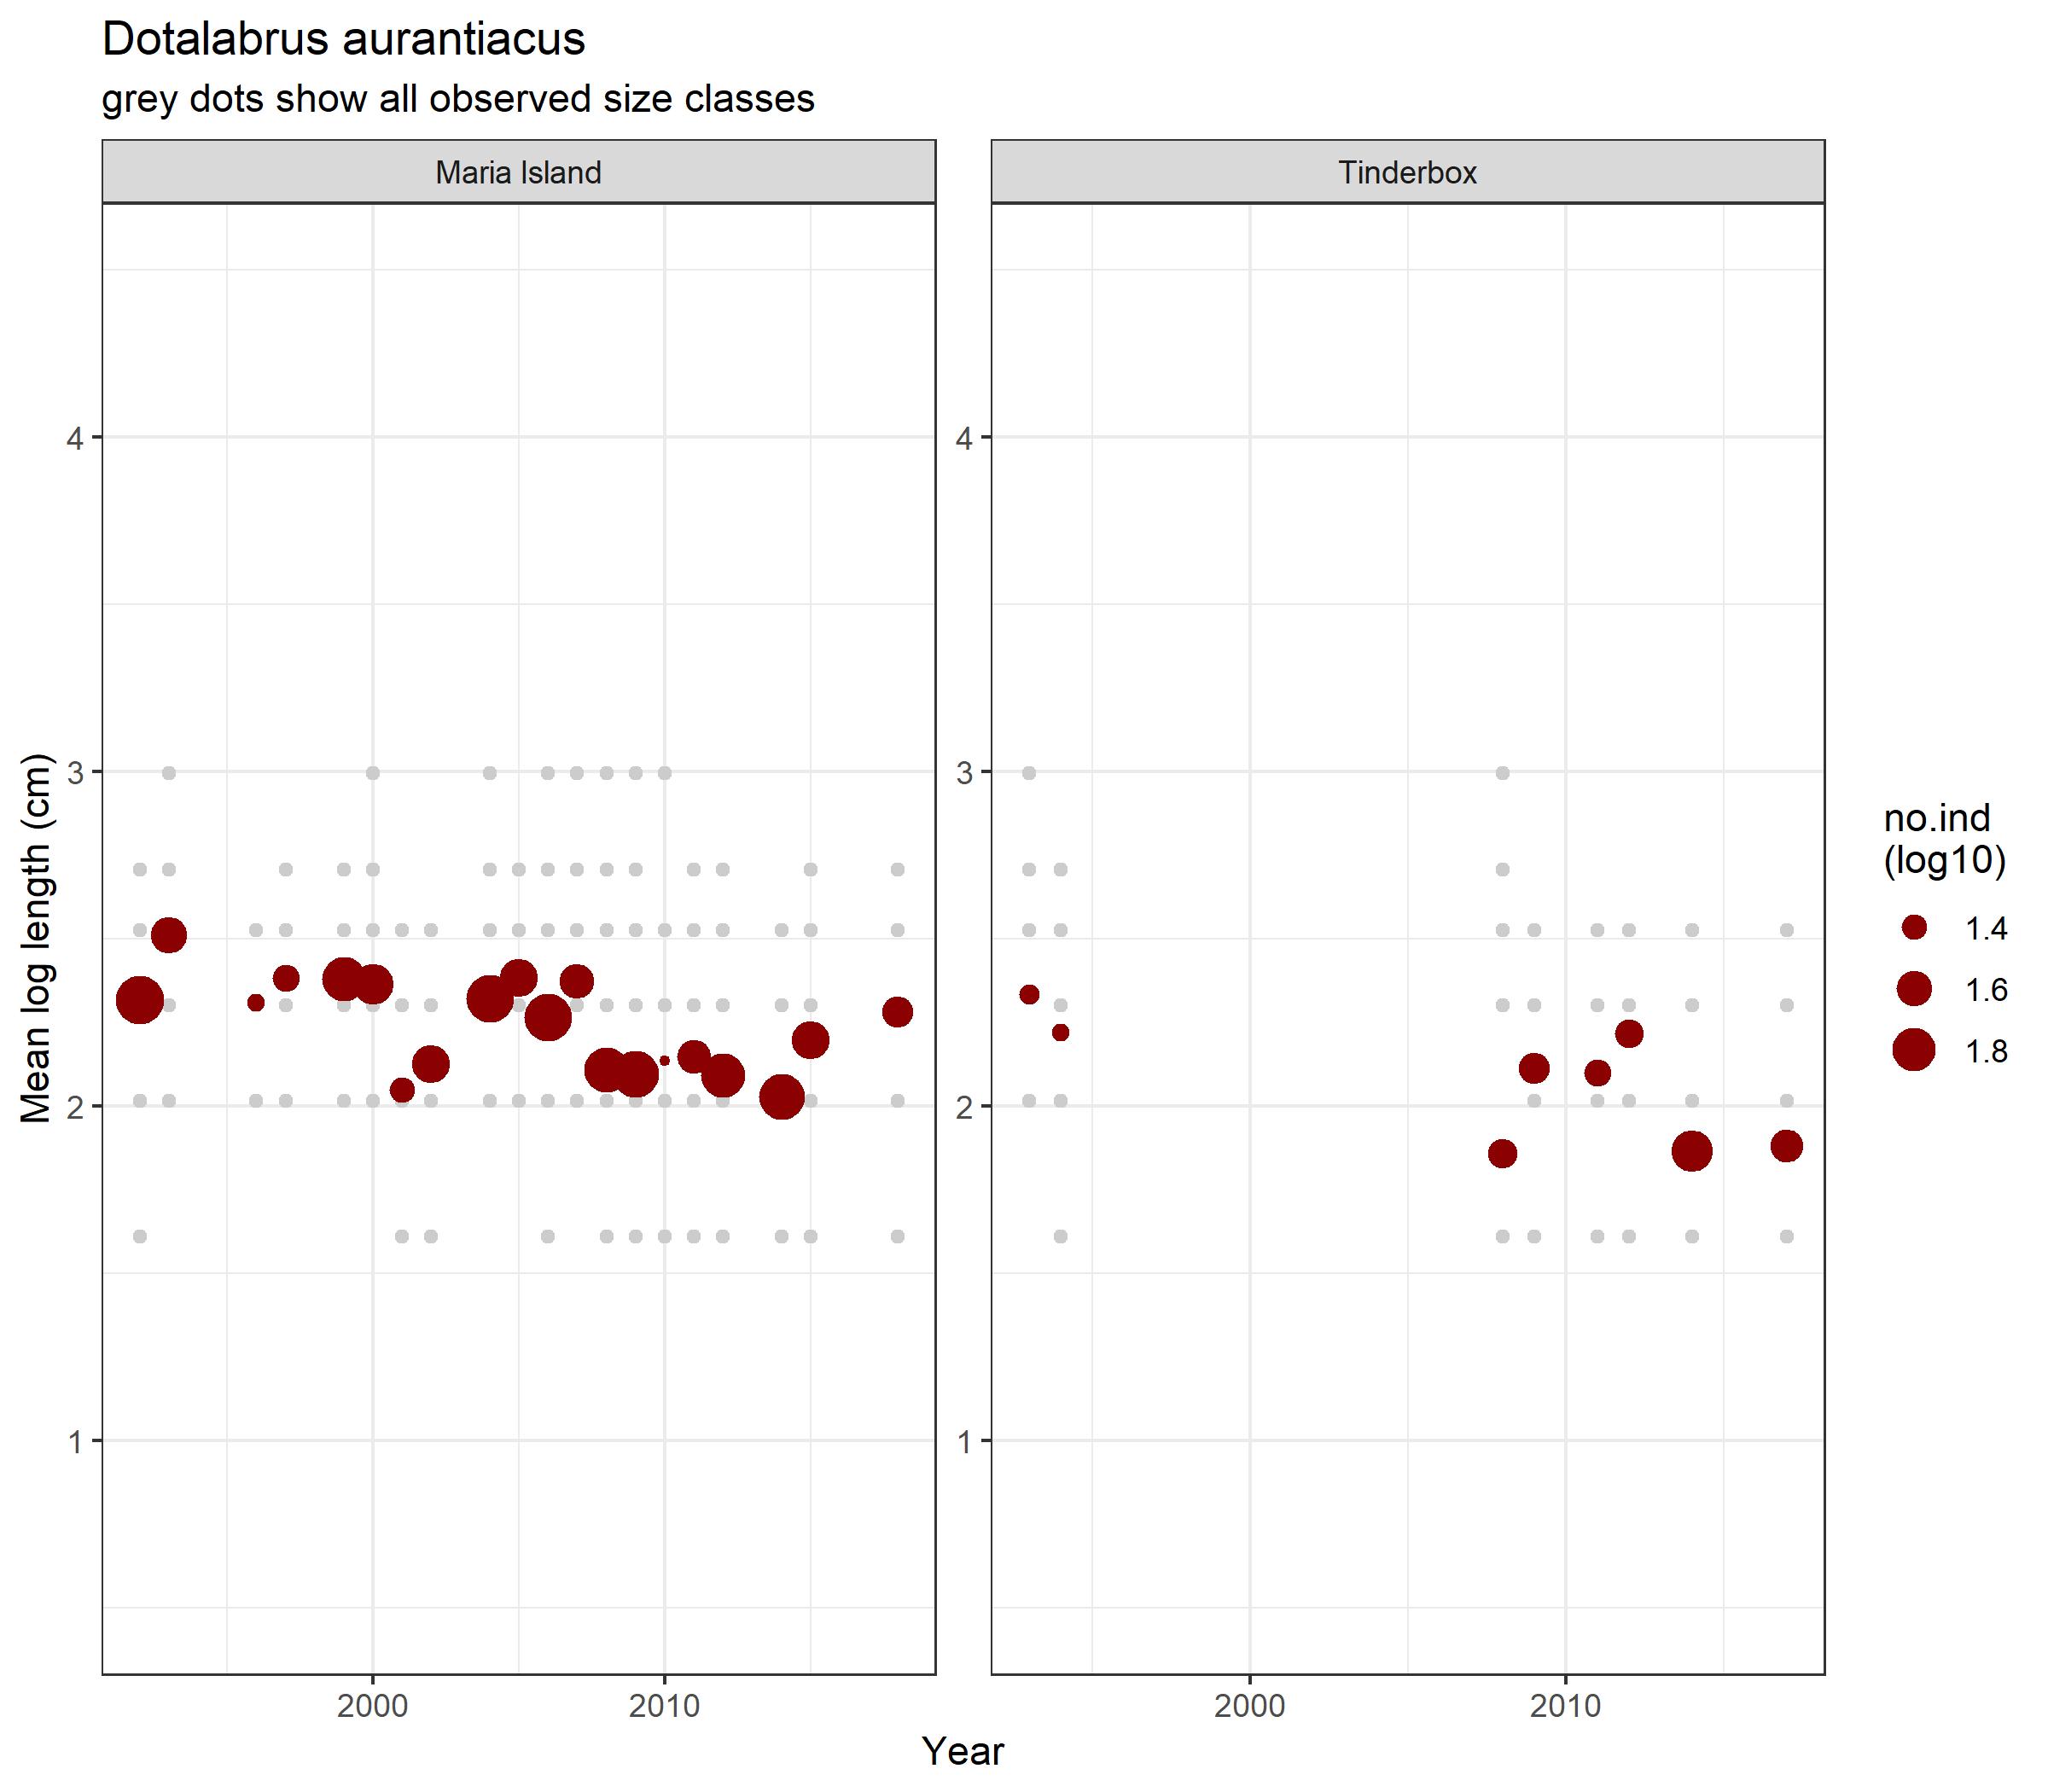 Dotalabrus aurantiacus
grey dots show all observed size classes
Maria Island
Tinderbox
Mean log length (cm)
4
3
2
1
4
3
2
1
2000
2010
2000
2010
Year
no.ind
(log10)
1.4
1.6
1.8